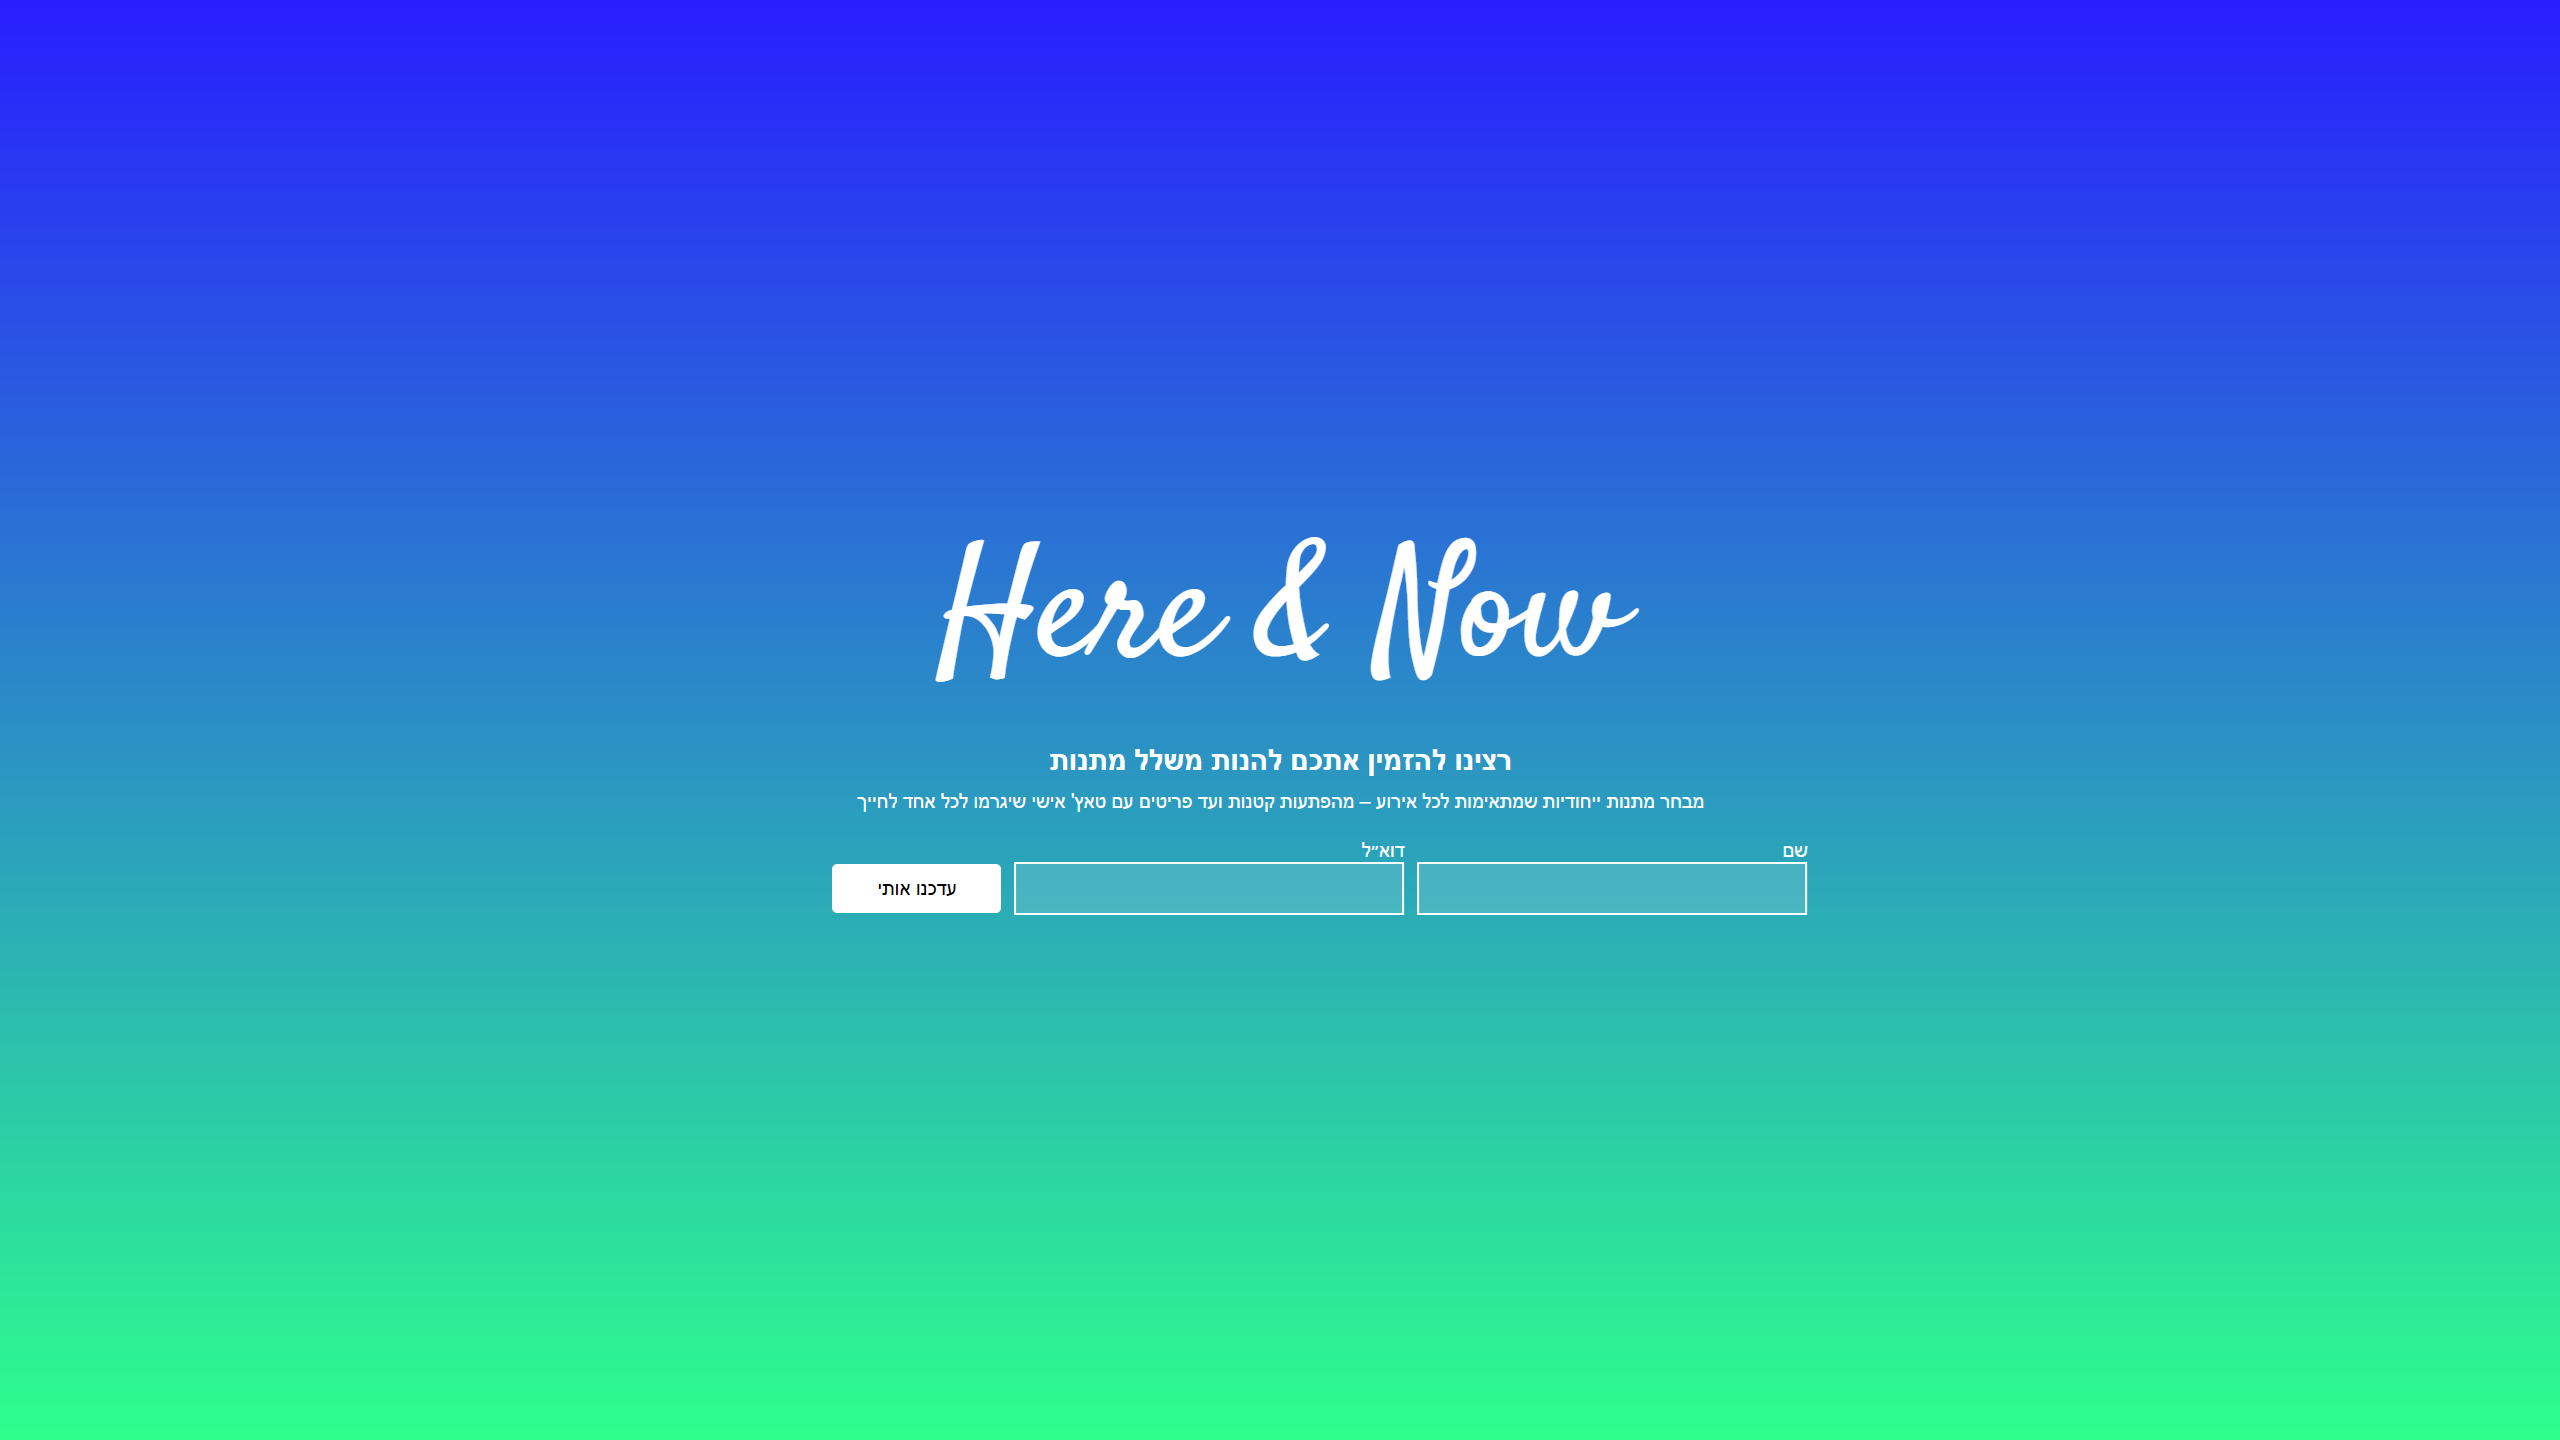 Here & Now
רצינו להזמין אתכם להנות משלל מתנות
מבחר מתנות ייחודיות שמתאימות לכל אירוע – מהפתעות קטנות ועד פריטים עם טאץ' אישי שיגרמו לכל אחד לחייך
שם
דוא״ל
עדכנו אותי